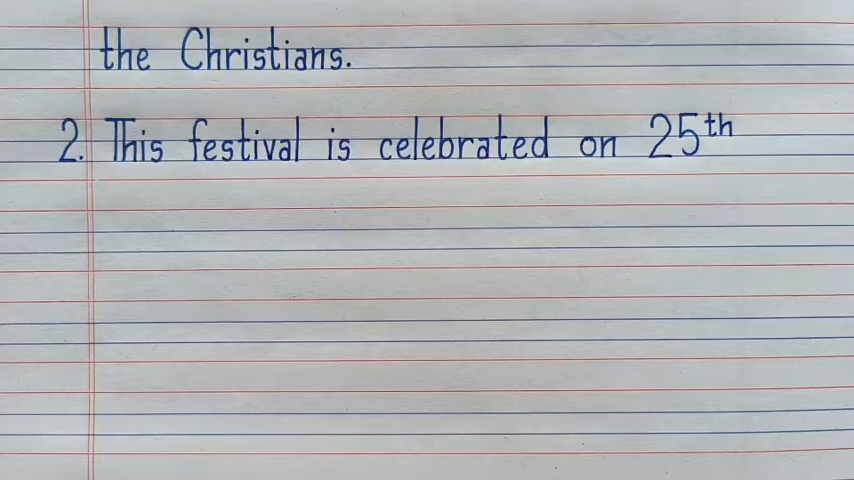 the Christians.
2. This festival is celebrated on 25th